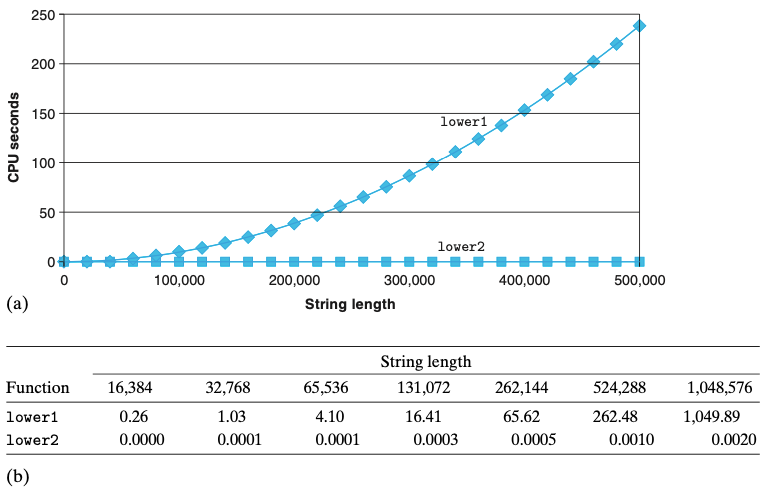 250
200
150
100
50
0
CPU seconds
lower1
lower2
0 100,000 200,000 300,000 400,000 500,000
String length
(a)
String length
Function 16,384 32,768 65,536 131,072 262,144 524,288 1,048,576
lower1 0.26 1.03 4.10 16.41 65.62 262.48 1,049.89
lower2 0.0000 0.0001 0.0001 0.0003 0.0005 0.0010 0.0020
(b)